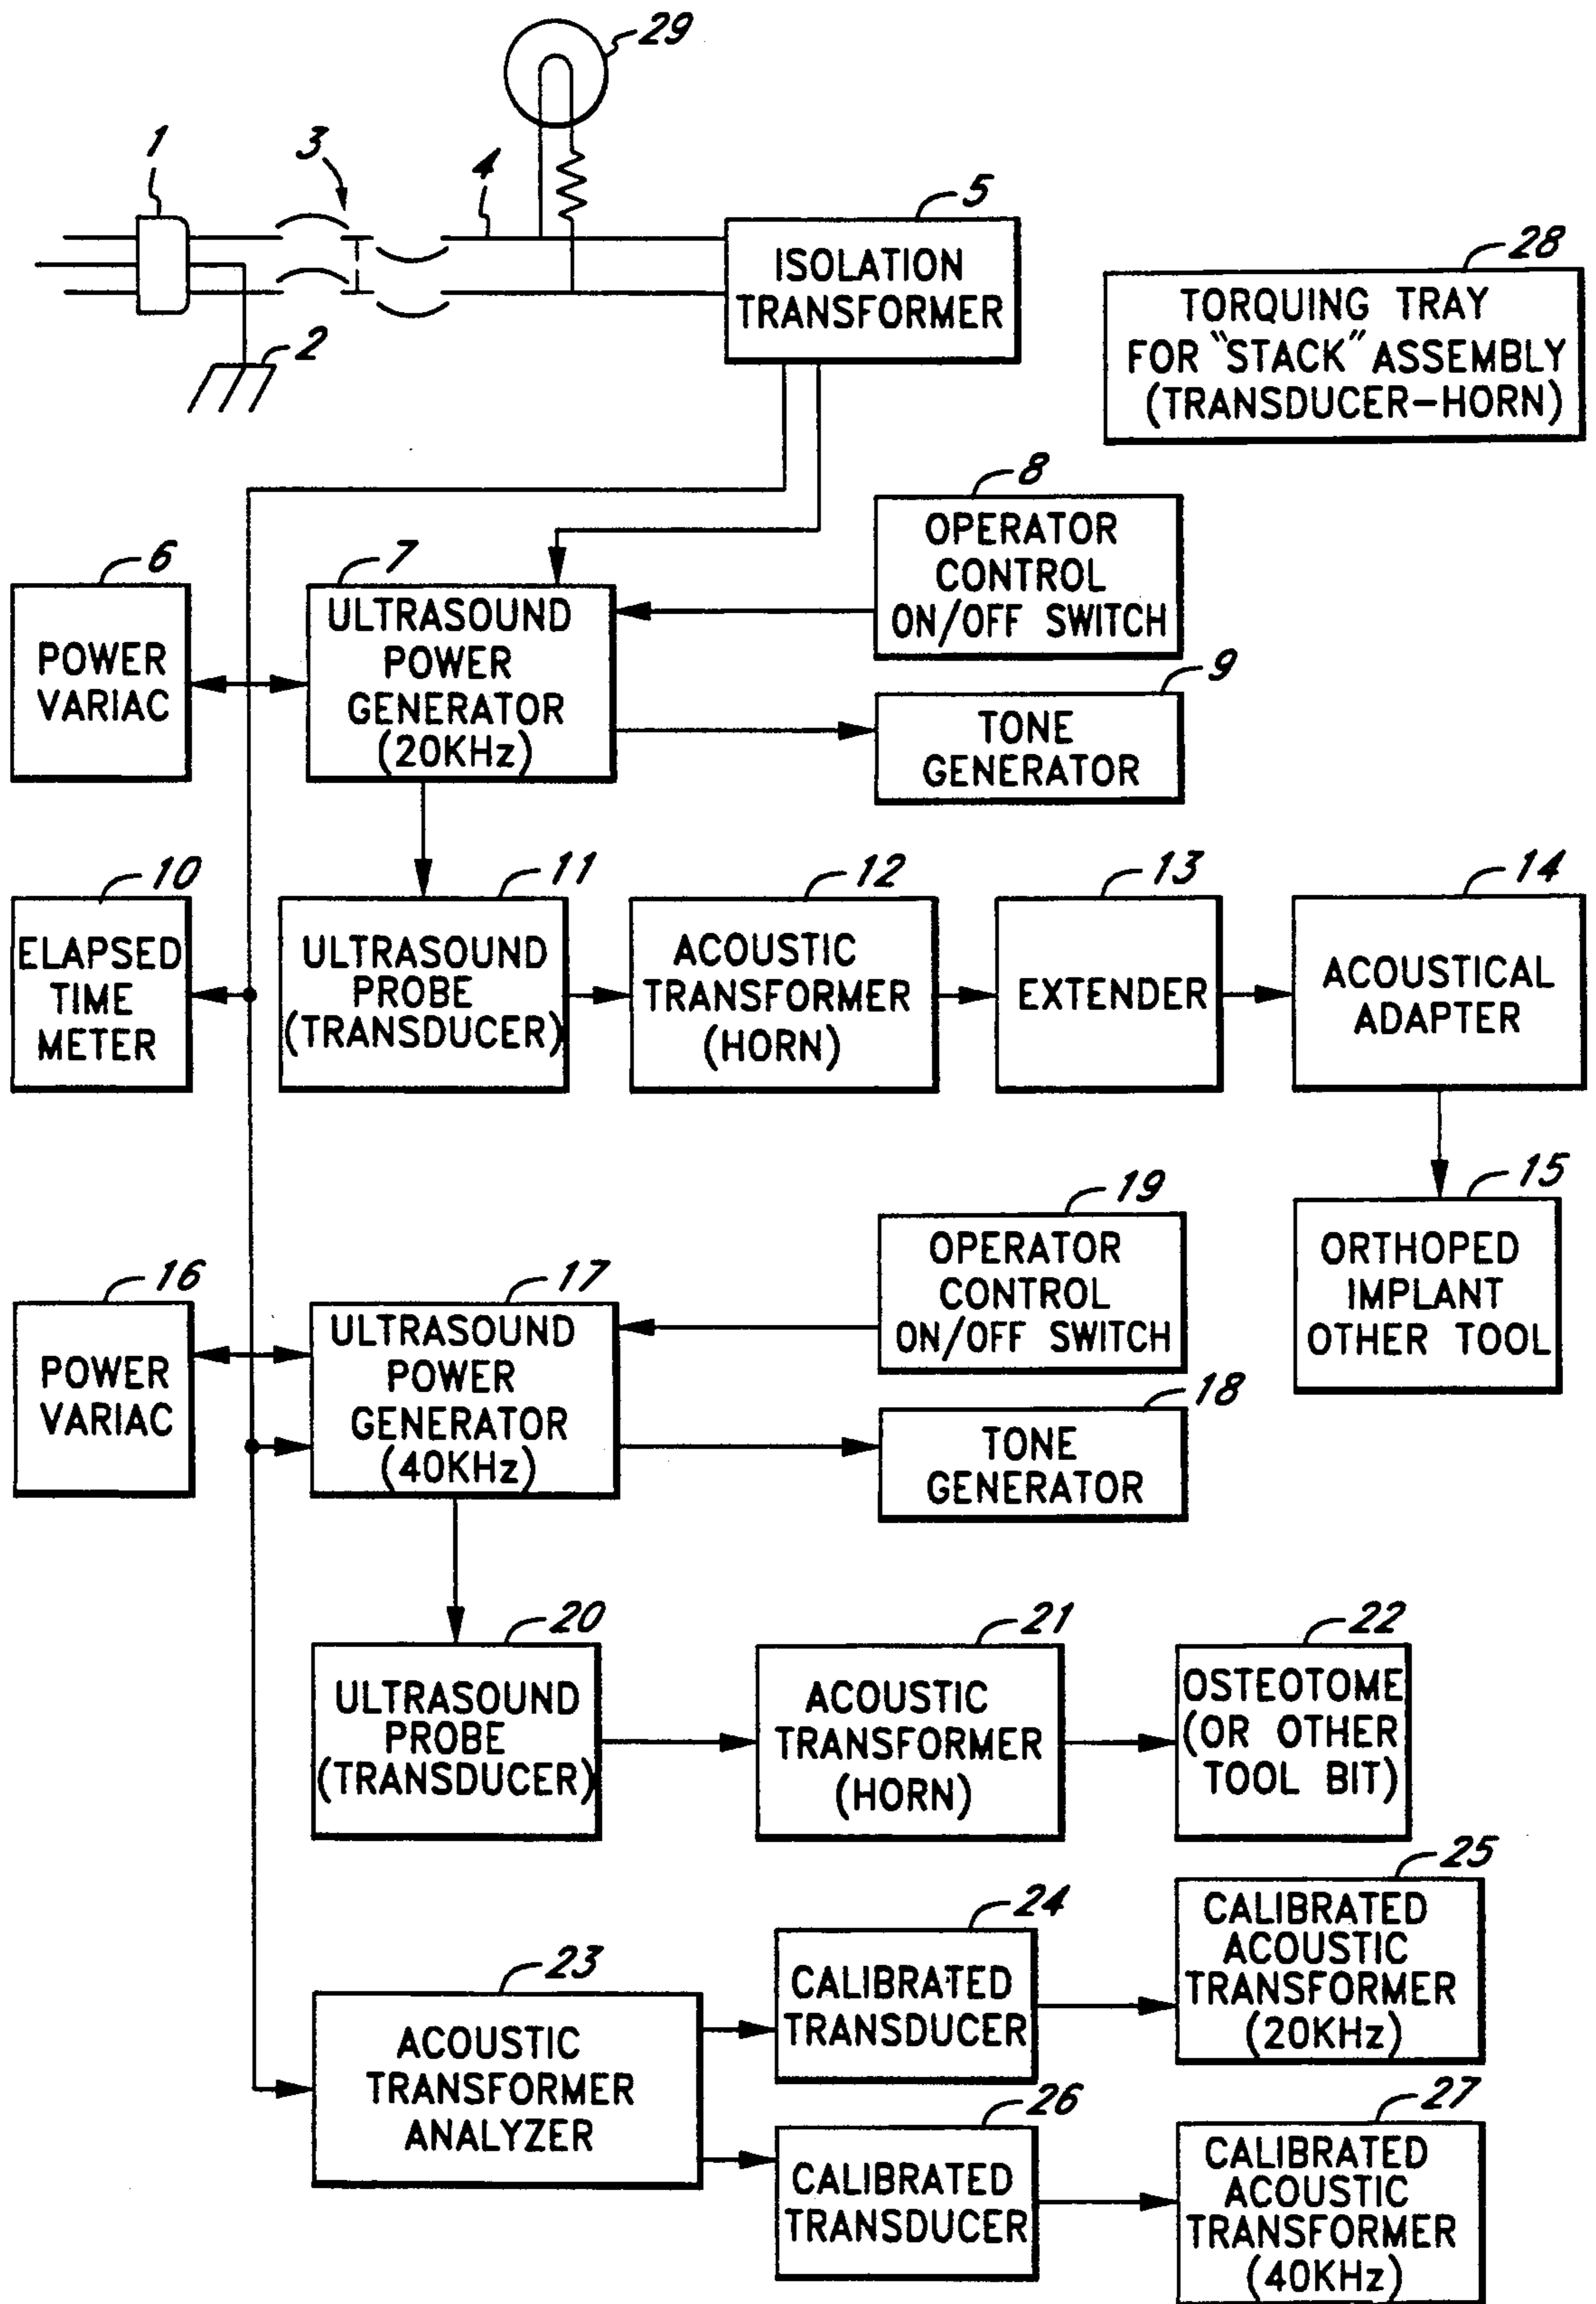 29
1
3
4
5
ISOLATION
TRANSFORMER
2
28
TORQUING TRAY
FOR "STACK" ASSEMBLY
(TRANSDUCER-HORN)
8
OPERATOR
CONTROL
ON/OFF SWITCH
6
POWER
VARIAC
7
ULTRASOUND
POWER
GENERATOR
(20KHz)
9
TONE
GENERATOR
10
ELAPSED
TIME
METER
11
ULTRASOUND
PROBE
(TRANSDUCER)
12
ACOUSTIC
TRANSFORMER
(HORN)
13
EXTENDER
14
ACOUSTICAL
ADAPTER
15
ORTHOPED
IMPLANT
OTHER TOOL
19
OPERATOR
CONTROL
ON/OFF SWITCH
16
POWER
VARIAC
17
ULTRASOUND
POWER
GENERATOR
(40KHz)
18
TONE
GENERATOR
20
ULTRASOUND
PROBE
(TRANSDUCER)
21
ACOUSTIC
TRANSFORMER
(HORN)
22
OSTEOTOME
(OR OTHER
TOOL BIT)
23
ACOUSTIC
TRANSFORMER
ANALYZER
24
CALIBRATED
TRANSDUCER
25
CALIBRATED
ACOUSTIC
TRANSFORMER
(20KHz)
26
CALIBRATED
TRANSDUCER
27
CALIBRATED
ACOUSTIC
TRANSFORMER
(40KHz)